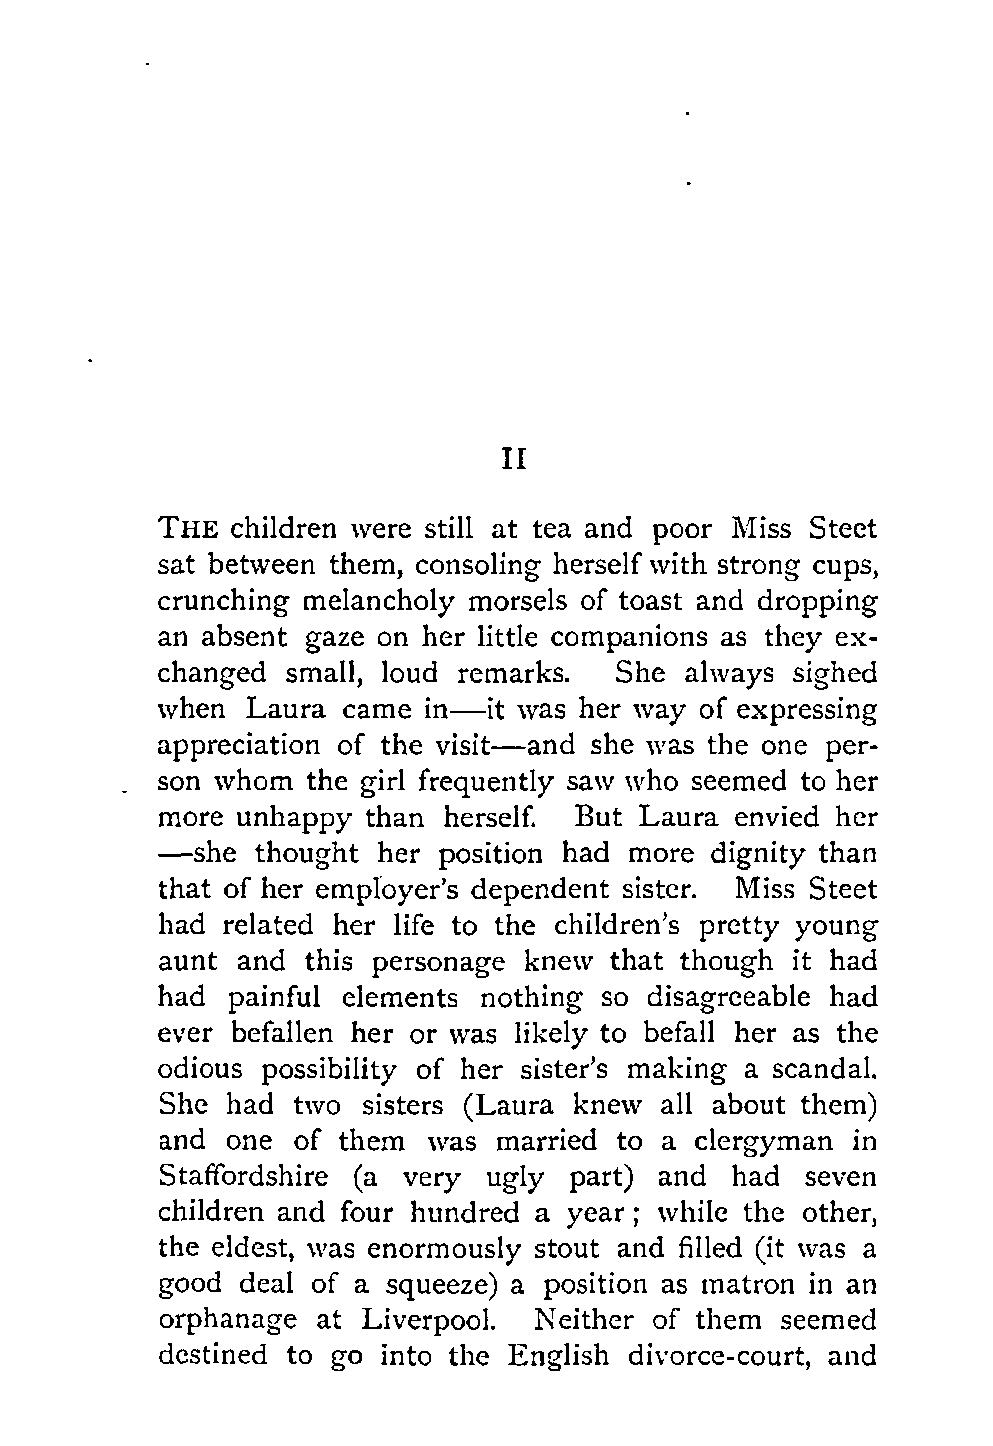 II
THE children were still at tea and poor Miss Steet
sat between them, consoling herself with strong cups,
crunching melancholy morsels of toast and dropping
an absent gaze on her little companions as they ex-
changed small, loud remarks. She always sighed
when Laura came in—it was her way of expressing
appreciation of the visit—and she was the one per-
son whom the girl frequently saw who seemed to her
more unhappy than herself. But Laura envied her
—she thought her position had more dignity than
that of her employer's dependent sister. Miss Steet
had related her life to the children's pretty young
aunt and this personage knew that though it had
had painful elements nothing so disagreeable had
ever befallen her or was likely to befall her as the
odious possibility of her sister's making a scandal.
She had two sisters (Laura knew all about them)
and one of them was married to a clergyman in
Staffordshire (a very ugly part) and had seven
children and four hundred a year; while the other,
the eldest, was enormously stout and filled (it was a
good deal of a squeeze) a position as matron in an
orphanage at Liverpool. Neither of them seemed
destined to go into the English divorce-court, and